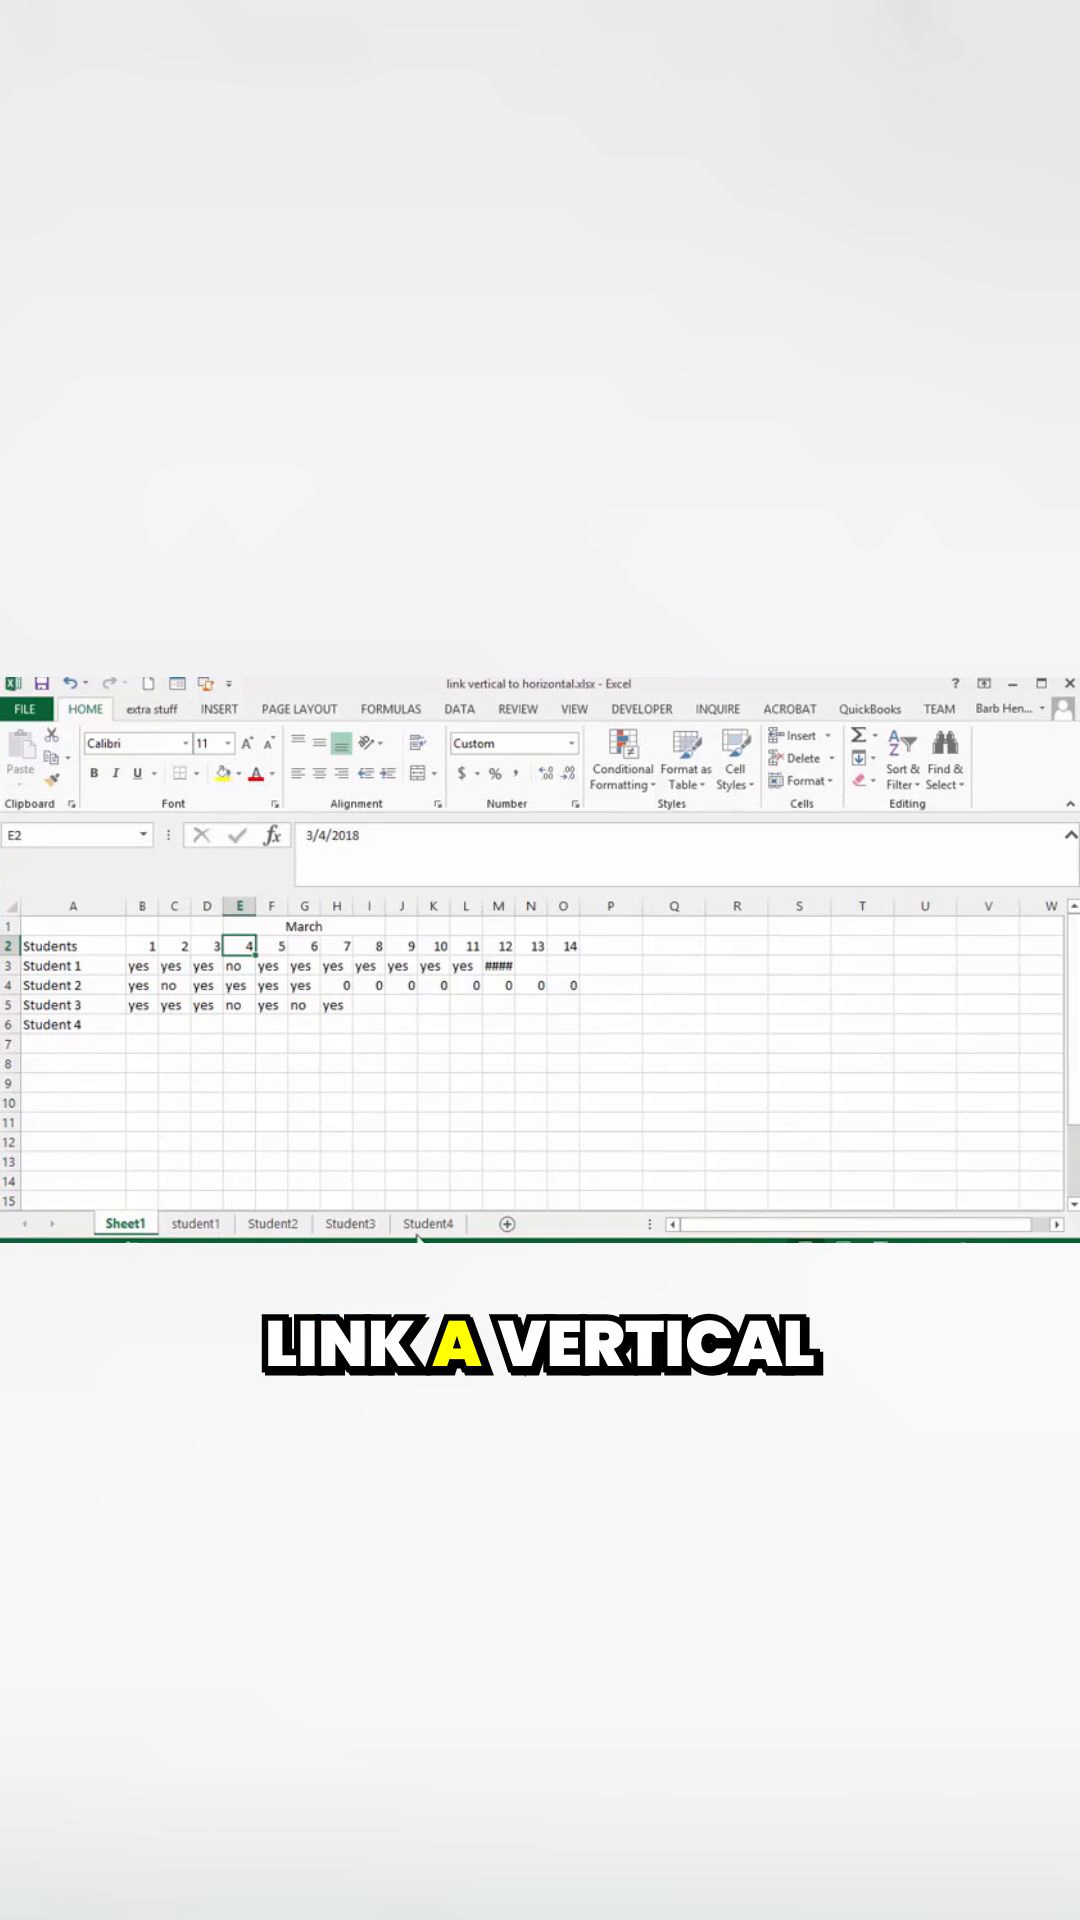 link vertical to horizontal.xlsx - Excel
?
FILE HOME extra stuff INSERT PAGE LAYOUT FORMULAS DATA REVIEW VIEW DEVELOPER INQUIRE ACROBAT QuickBooks TEAM Barb Hen...
Paste
Calibri 11 A A
B I U A
Custom
$ % , .00 .00
Conditional Formatting
Format as Table
Cell Styles
Insert
Delete
Format
Sort & Filter
Find & Select
Clipboard Font Alignment Number Styles Cells Editing
E2 fx 3/4/2018
A B C D E F G H I J K L M N O P Q R S T U V W
1 March
2 Students 1 2 3 4 5 6 7 8 9 10 11 12 13 14
3 Student 1 yes yes yes no yes yes yes yes yes yes yes ####
4 Student 2 yes no yes yes yes yes 0 0 0 0 0 0 0 0
5 Student 3 yes yes yes no yes no yes
6 Student 4
7
8
9
10
11
12
13
14
15
Sheet1 student1 Student2 Student3 Student4
LINK A VERTICAL